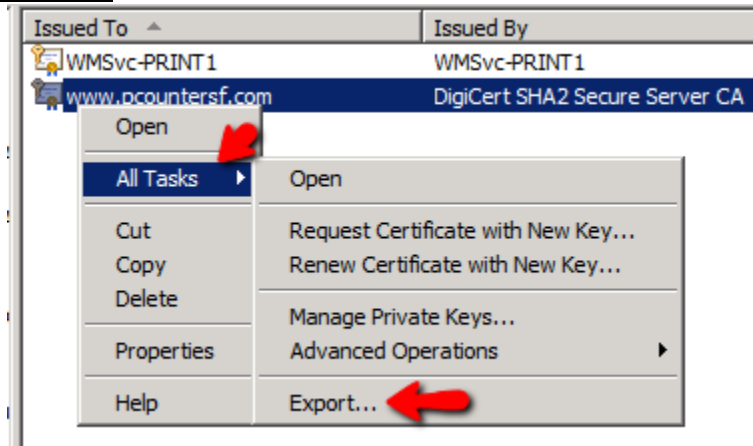 Issued To Issued By
WMSvc-PRINT1 WMSvc-PRINT1
www.pcountersf.com DigiCert SHA2 Secure Server CA
Open
All Tasks Open
Cut Request Certificate with New Key...
Copy Renew Certificate with New Key...
Delete
Manage Private Keys...
Properties Advanced Operations
Help Export...